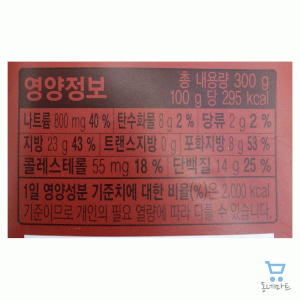 영양정보
총 내용량 300 g
100 g 당 295 kcal
나트륨 800 mg 40 % 탄수화물 8 g 2 % 당류 2 g 2 %
지방 23 g 43 % 트랜스지방 0 g 포화지방 8 g 53 %
콜레스테롤 55 mg 18 % 단백질 14 g 25 %
1일 영양성분 기준치에 대한 비율(%)은 2,000 kcal
기준이므로 개인의 필요 열량에 따라 다를 수 있습니다.
동네마트